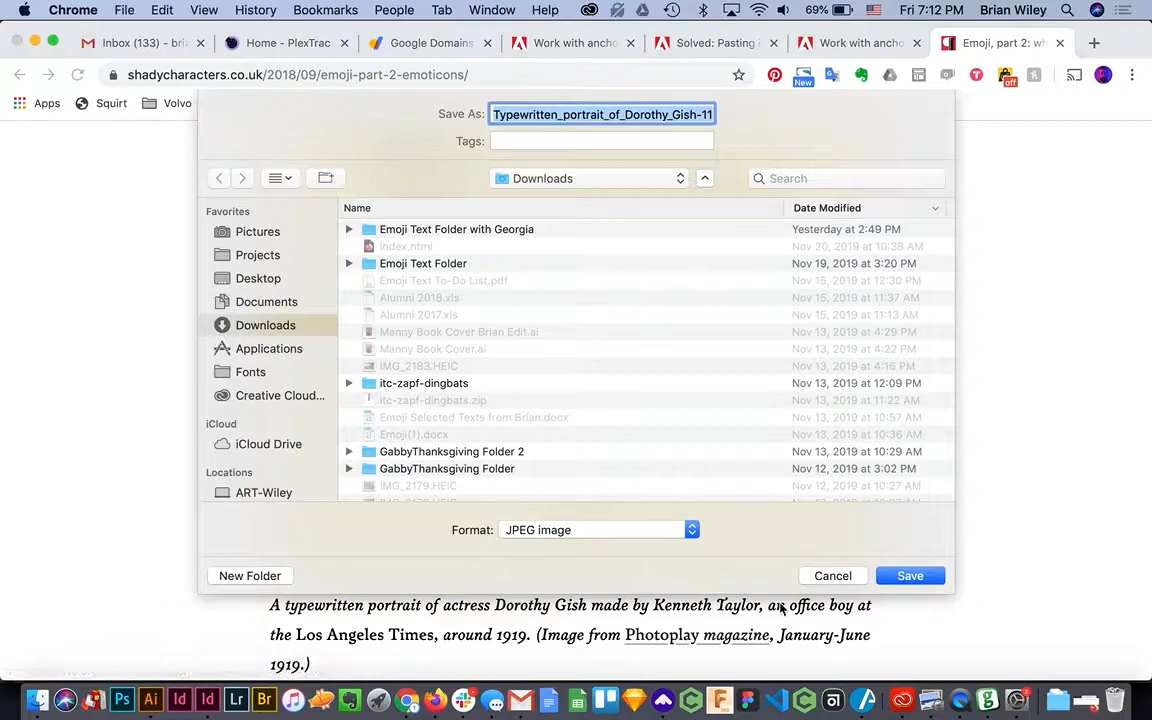 Chrome File Edit View History Bookmarks People Tab Window Help 69% Fri 7:12 PM Brian Wiley
Inbox (133) - bri Home - PlexTrac Google Domains Work with ancho Solved: Pasting i Work with ancho Emoji, part 2: wh
shadycharacters.co.uk/2018/09/emoji-part-2-emoticons/
New
off
Apps Squirt Volvo
Save As: Typewritten_portrait_of_Dorothy_Gish-11
Tags:
Downloads
Search
Favorites
Pictures
Projects
Desktop
Documents
Downloads
Applications
Fonts
Creative Cloud...
iCloud
iCloud Drive
Locations
ART-Wiley
Name Date Modified
Emoji Text Folder with Georgia Yesterday at 2:49 PM
index.html Nov 20, 2019 at 10:38 AM
Emoji Text Folder Nov 19, 2019 at 3:20 PM
Emoji Text To-Do List.pdf Nov 15, 2019 at 12:30 PM
Alumni 2018.xls Nov 15, 2019 at 11:37 AM
Alumni 2017.xls Nov 15, 2019 at 11:13 AM
Manny Book Cover Brian Edit.ai Nov 13, 2019 at 4:29 PM
Manny Book Cover.ai Nov 13, 2019 at 4:22 PM
IMG_2183.HEIC Nov 13, 2019 at 4:16 PM
itc-zapf-dingbats Nov 13, 2019 at 12:09 PM
itc-zapf-dingbats.zip Nov 13, 2019 at 11:22 AM
Emoji Selected Texts from Brian.docx Nov 13, 2019 at 10:57 AM
Emoji(1).docx Nov 13, 2019 at 10:36 AM
GabbyThanksgiving Folder 2 Nov 13, 2019 at 10:29 AM
GabbyThanksgiving Folder Nov 12, 2019 at 3:02 PM
IMG_2179.HEIC Nov 12, 2019 at 10:27 AM
Format: JPEG image
New Folder Cancel Save
A typewritten portrait of actress Dorothy Gish made by Kenneth Taylor, an office boy at
the Los Angeles Times, around 1919. (Image from Photoplay magazine, January-June
1919.)
Ps Ai Id Id Lr Br